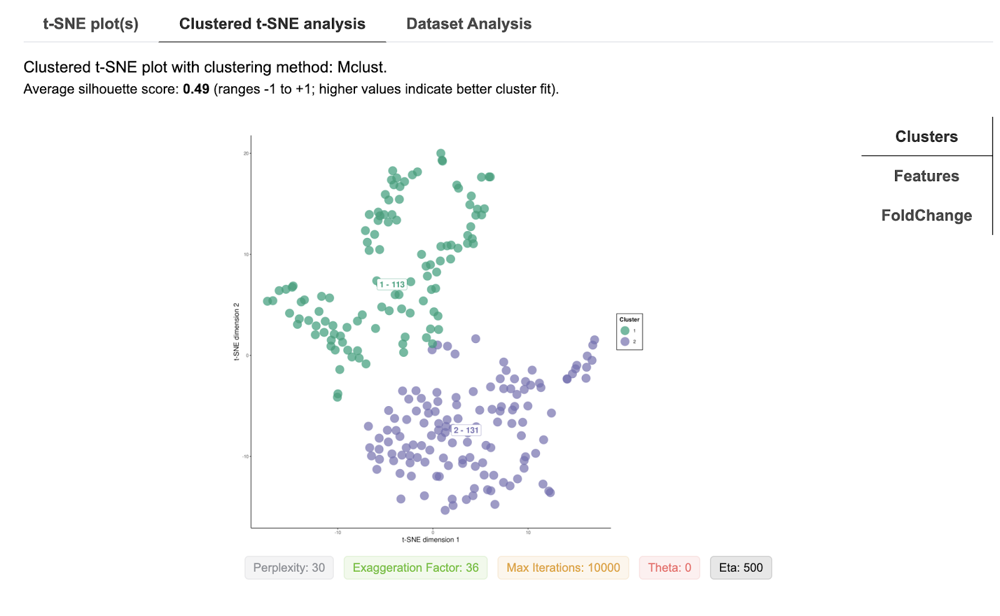 t-SNE plot(s)
Clustered t-SNE analysis
Dataset Analysis
Clustered t-SNE plot with clustering method: Mclust.
Average silhouette score: 0.49 (ranges -1 to +1; higher values indicate better cluster fit).
Clusters
Features
FoldChange
20
10
0
-10
t-SNE dimension 2
1 - 113
2 - 131
Cluster
1
2
-10
0
10
t-SNE dimension 1
Perplexity: 30
Exaggeration Factor: 36
Max Iterations: 10000
Theta: 0
Eta: 500